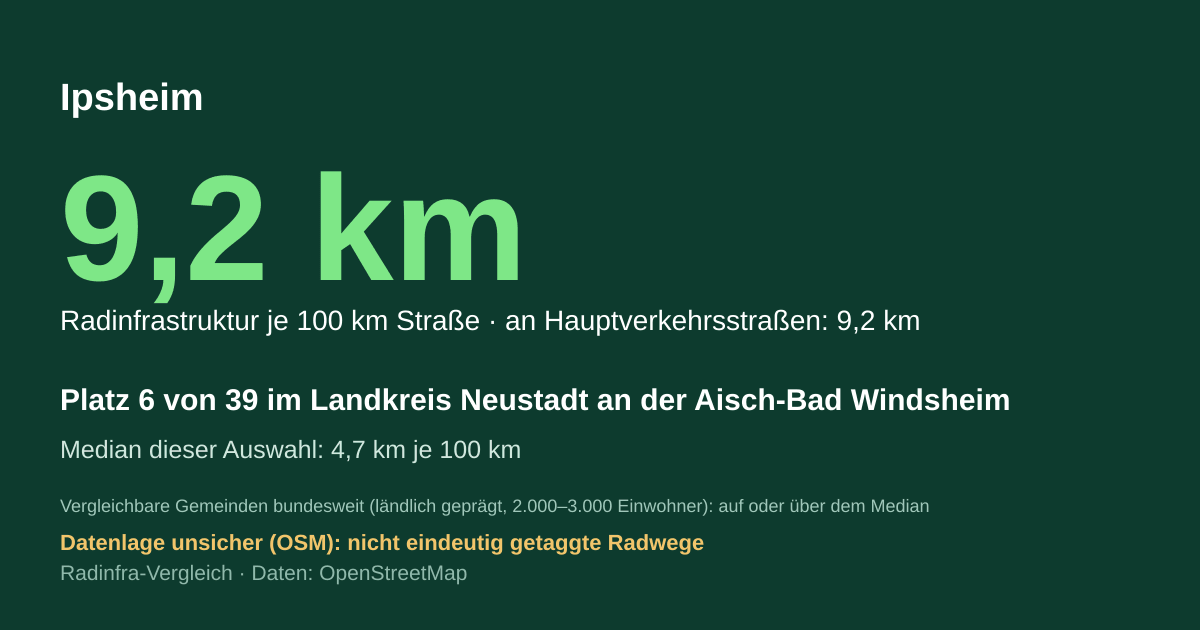 Ipsheim
9,2 km
Radinfrastruktur je 100 km Straße · an Hauptverkehrsstraßen: 9,2 km
Platz 6 von 39 im Landkreis Neustadt an der Aisch-Bad Windsheim
Median dieser Auswahl: 4,7 km je 100 km
Vergleichbare Gemeinden bundesweit (ländlich geprägt, 2.000–3.000 Einwohner): auf oder über dem Median
Datenlage unsicher (OSM): nicht eindeutig getaggte Radwege
Radinfra-Vergleich · Daten: OpenStreetMap